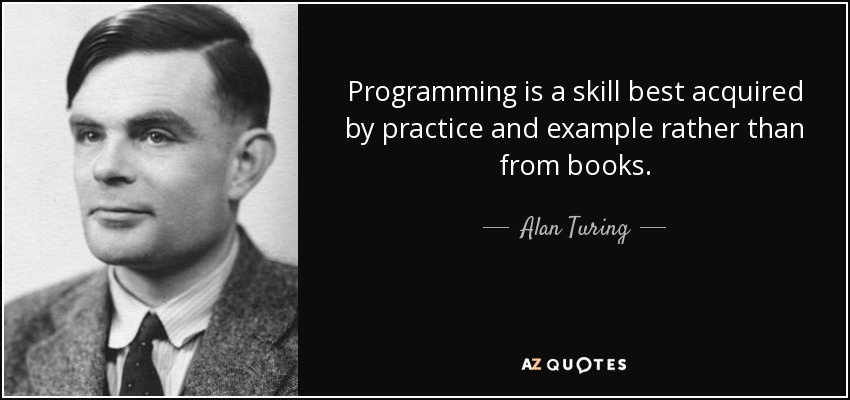 Programming is a skill best acquired
by practice and example rather than
from books.
Alan Turing
AZ QUOTES